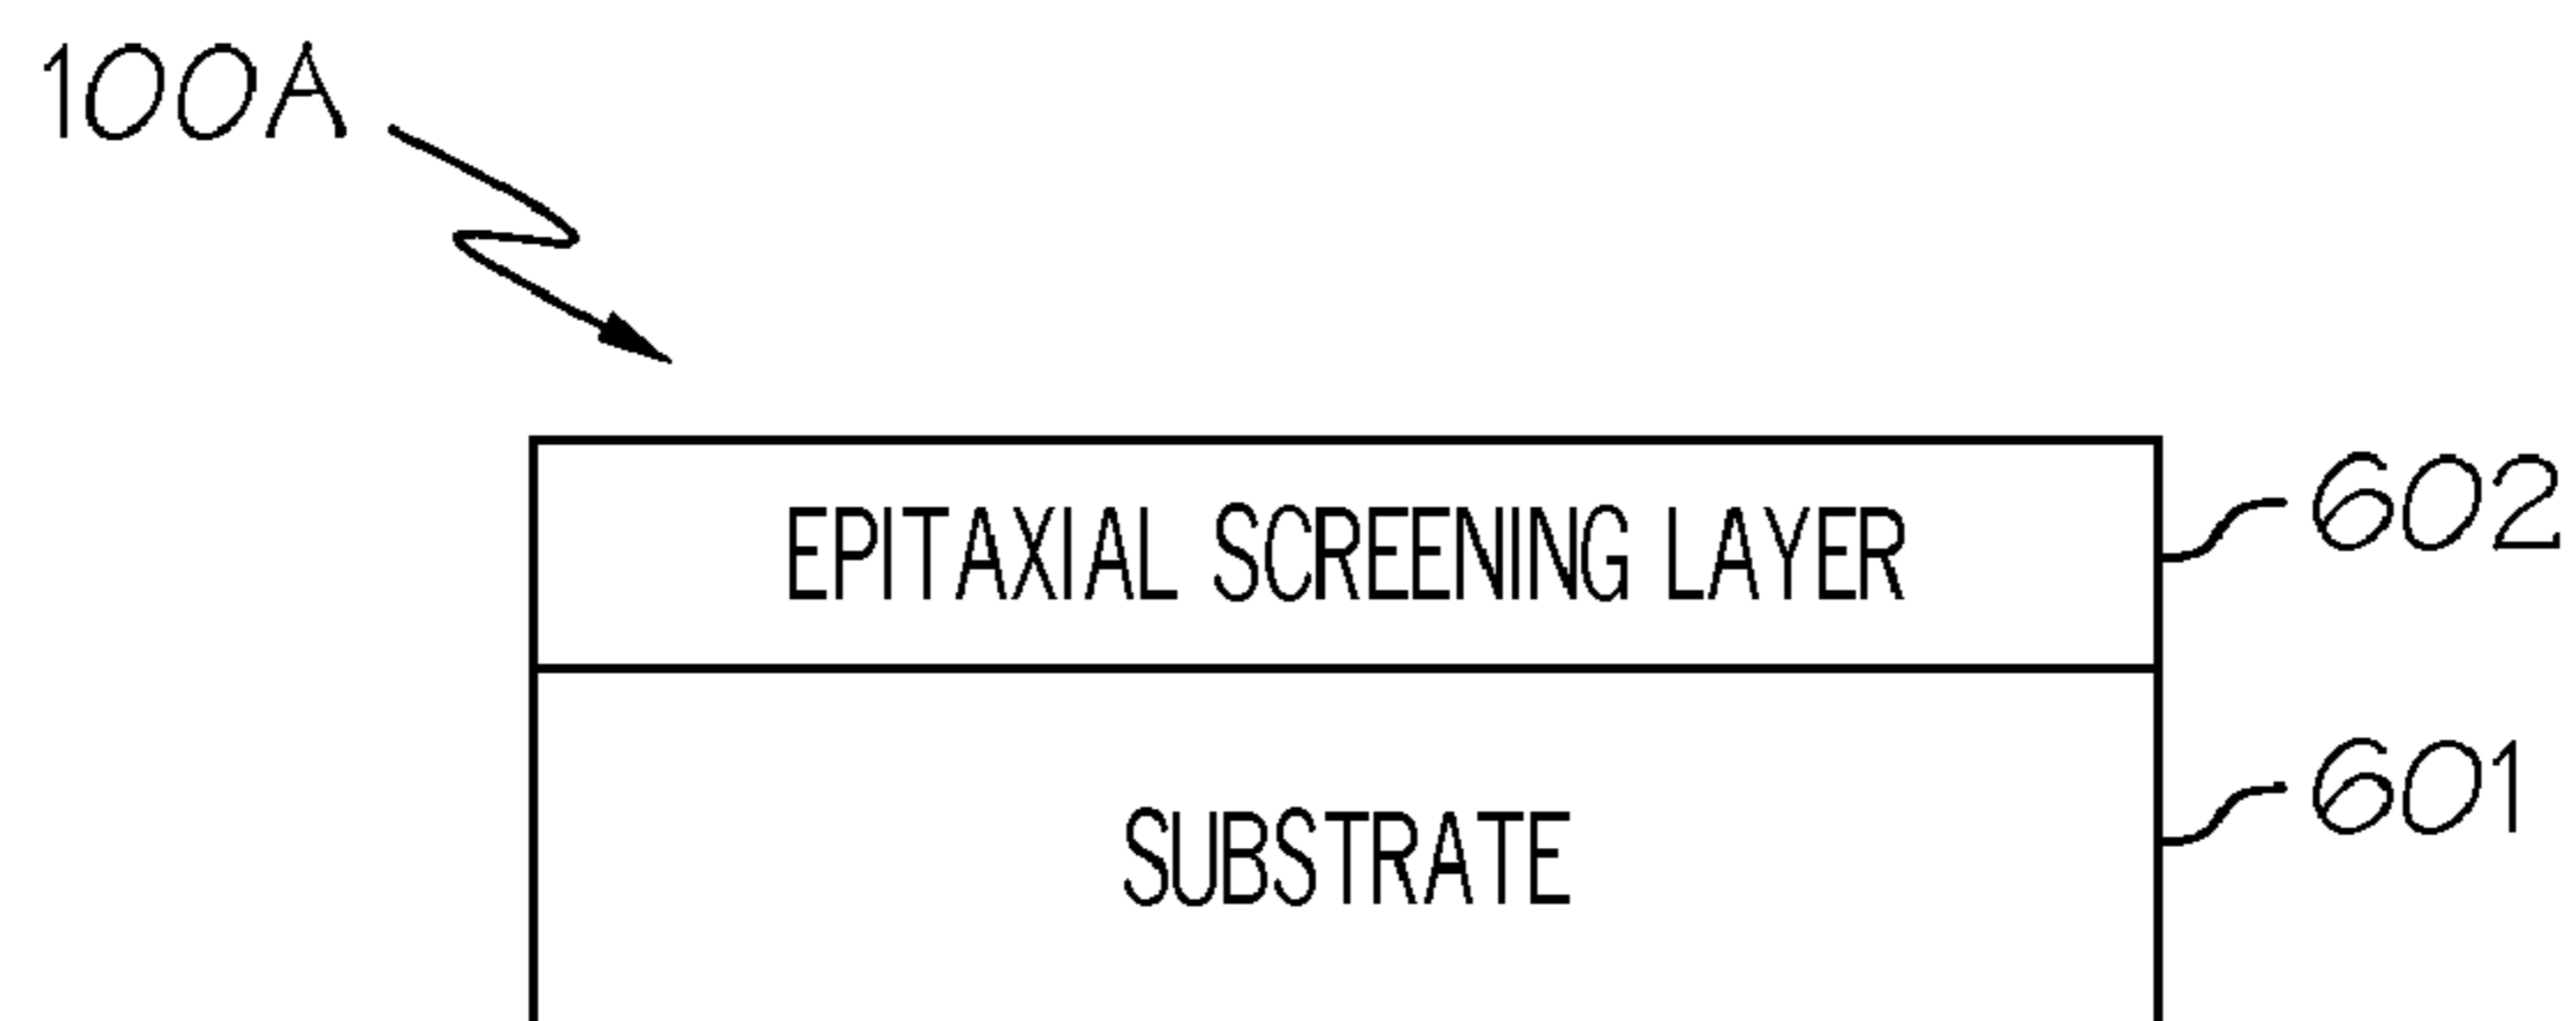 100A
EPITAXIAL SCREENING LAYER
602
SUBSTRATE
601